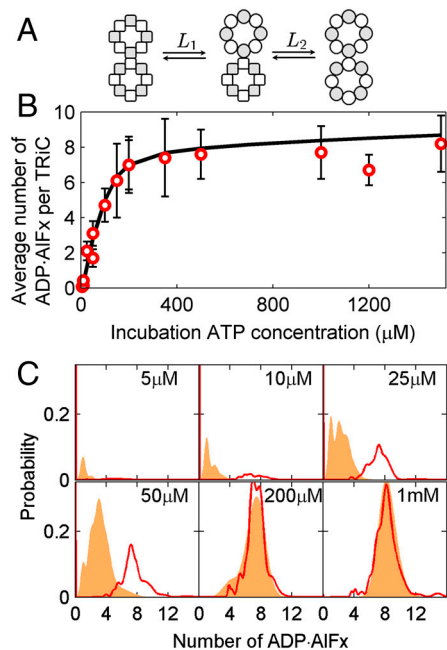 A
L1
L2
B
Average number of
ADP·AlFx per TRiC
10
8
6
4
2
0
0
400
800
1200
Incubation ATP concentration (μM)
C
Probability
5μM
10μM
25μM
0.2
0
50μM
200μM
1mM
0.2
0
0 4 8 12
0 4 8 12
0 4 8 12
Number of ADP·AlFx